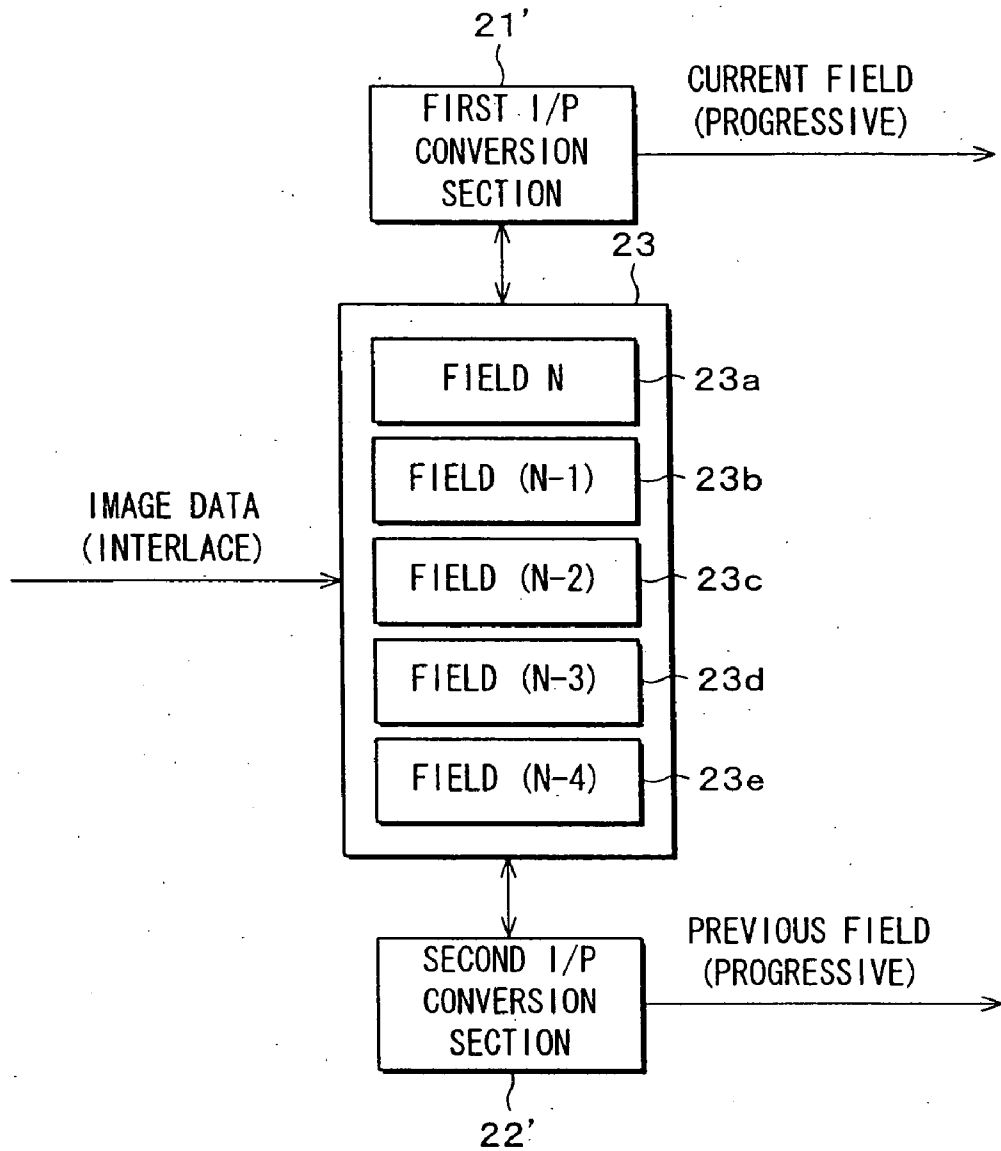 21'
FIRST I/P
CONVERSION
SECTION
CURRENT FIELD
(PROGRESSIVE)
23
FIELD N
23a
FIELD (N-1)
23b
IMAGE DATA
(INTERLACE)
FIELD (N-2)
23c
FIELD (N-3)
23d
FIELD (N-4)
23e
SECOND I/P
CONVERSION
SECTION
PREVIOUS FIELD
(PROGRESSIVE)
22'